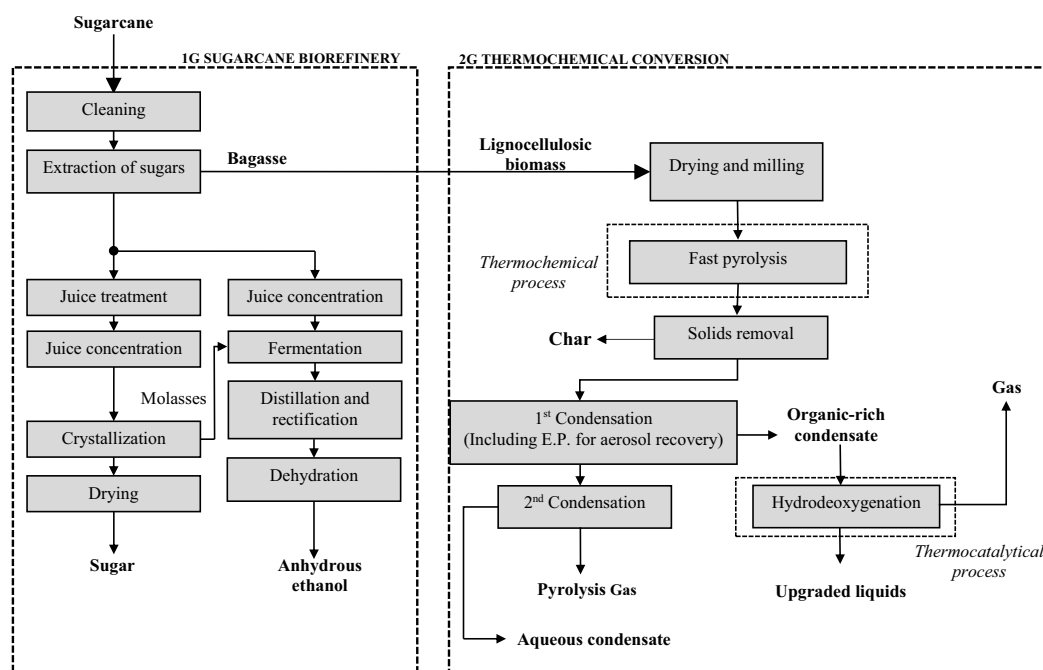 Sugarcane
1G SUGARCANE BIOREFINERY
Cleaning
Extraction of sugars
Bagasse
Juice treatment
Juice concentration
Juice concentration
Fermentation
Molasses
Distillation and
rectification
Crystallization
Dehydration
Drying
Sugar
Anhydrous
ethanol
2G THERMOCHEMICAL CONVERSION
Lignocellulosic
biomass
Drying and milling
Fast pyrolysis
Thermochemical
process
Solids removal
Char
1st Condensation
(Including E.P. for aerosol recovery)
Organic-rich
condensate
Gas
2nd Condensation
Hydrodeoxygenation
Thermocatalytical
process
Pyrolysis Gas
Upgraded liquids
Aqueous condensate